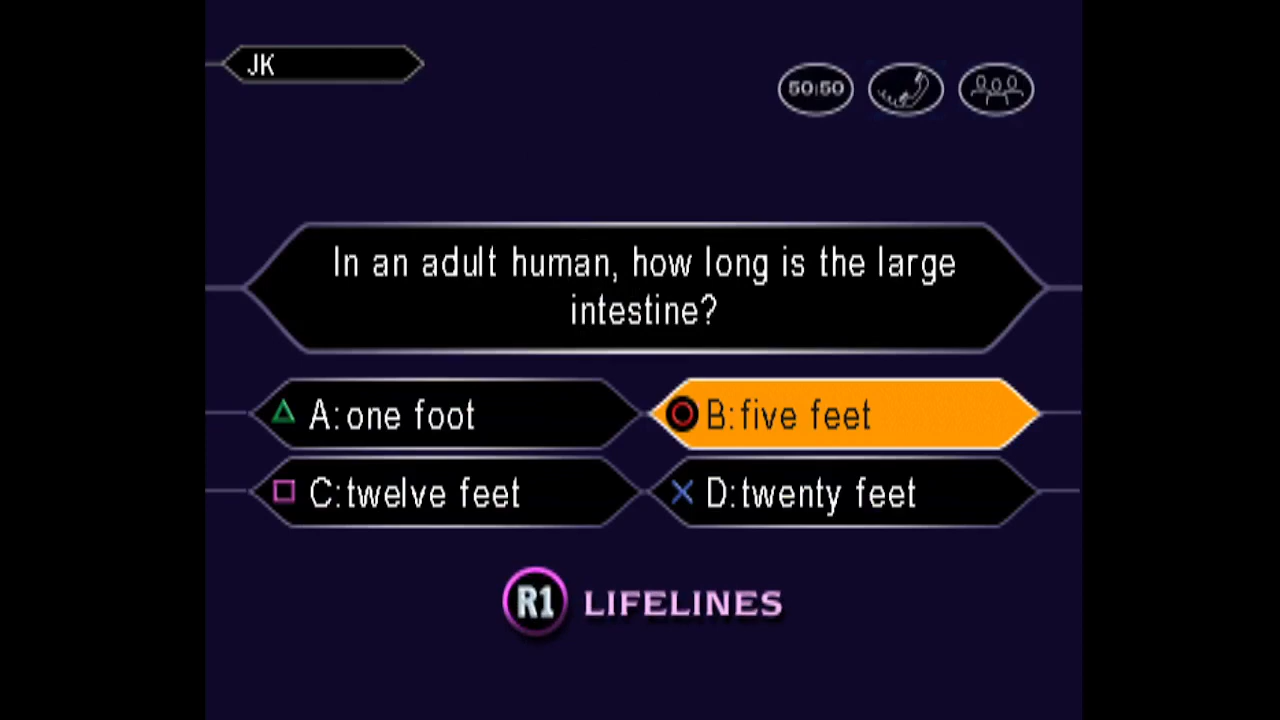 JK
50:50
In an adult human, how long is the large
intestine?
A: one foot
B: five feet
C: twelve feet
D: twenty feet
R1 LIFELINES